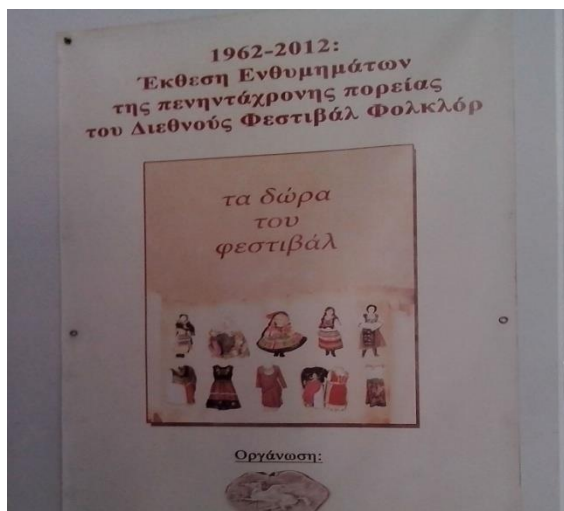 1962-2012:
Έκθεση Ενθυμημάτων
της πενηντάχρονης πορείας
του Διεθνούς Φεστιβάλ Φολκλόρ
τα δώρα
του
φεστιβάλ
Οργάνωση: